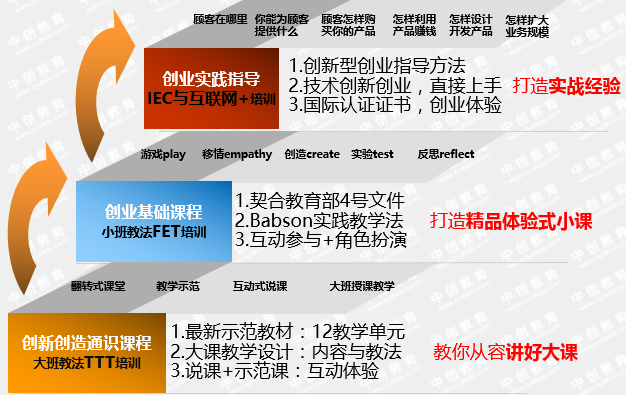 顾客在哪里 你能为顾客提供什么 顾客怎样购买你的产品 怎样利用产品赚钱 怎样设计开发产品 怎样扩大业务规模
创业实践指导
IEC与互联网+培训
1.创新型创业指导方法
2.技术创新创业，直接上手
3.国际认证证书，创业体验
打造实战经验
游戏play 移情empathy 创造create 实验test 反思reflect
创业基础课程
小班教法FET培训
1.契合教育部4号文件
2.Babson实践教学法
3.互动参与+角色扮演
打造精品体验式小课
翻转式课堂 教学示范 互动式说课 大班授课教学
创新创造通识课程
大班教法TTT培训
1.最新示范教材：12教学单元
2.大课教学设计：内容与教法
3.说课+示范课：互动体验
教你从容讲好大课